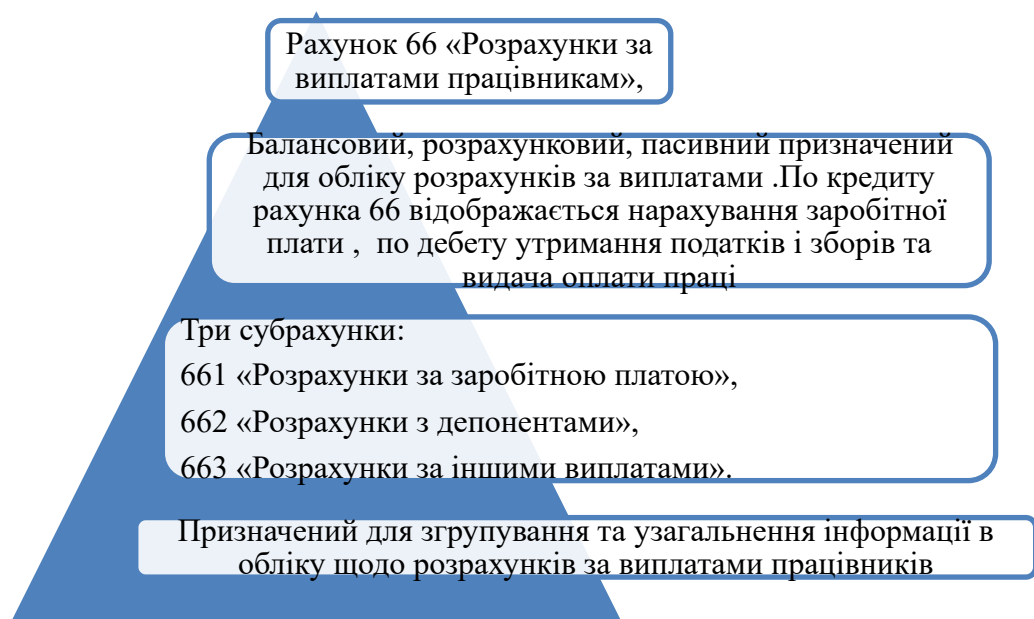 Рахунок 66 «Розрахунки за
виплатами працівникам»,
Балансовий, розрахунковий, пасивний призначений
для обліку розрахунків за виплатами .По кредиту
рахунка 66 відображається нарахування заробітної
плати , по дебету утримання податків і зборів та
видача оплати праці
Три субрахунки:
661 «Розрахунки за заробітною платою»,
662 «Розрахунки з депонентами»,
663 «Розрахунки за іншими виплатами».
Призначений для згрупування та узагальнення інформації в
обліку щодо розрахунків за виплатами працівників